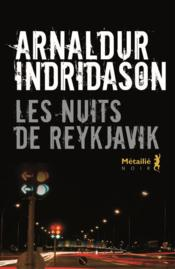 ARNALDUR
INDRIDASON
LES NUITS
DE REYKJAVIK
Métailié
NOIR